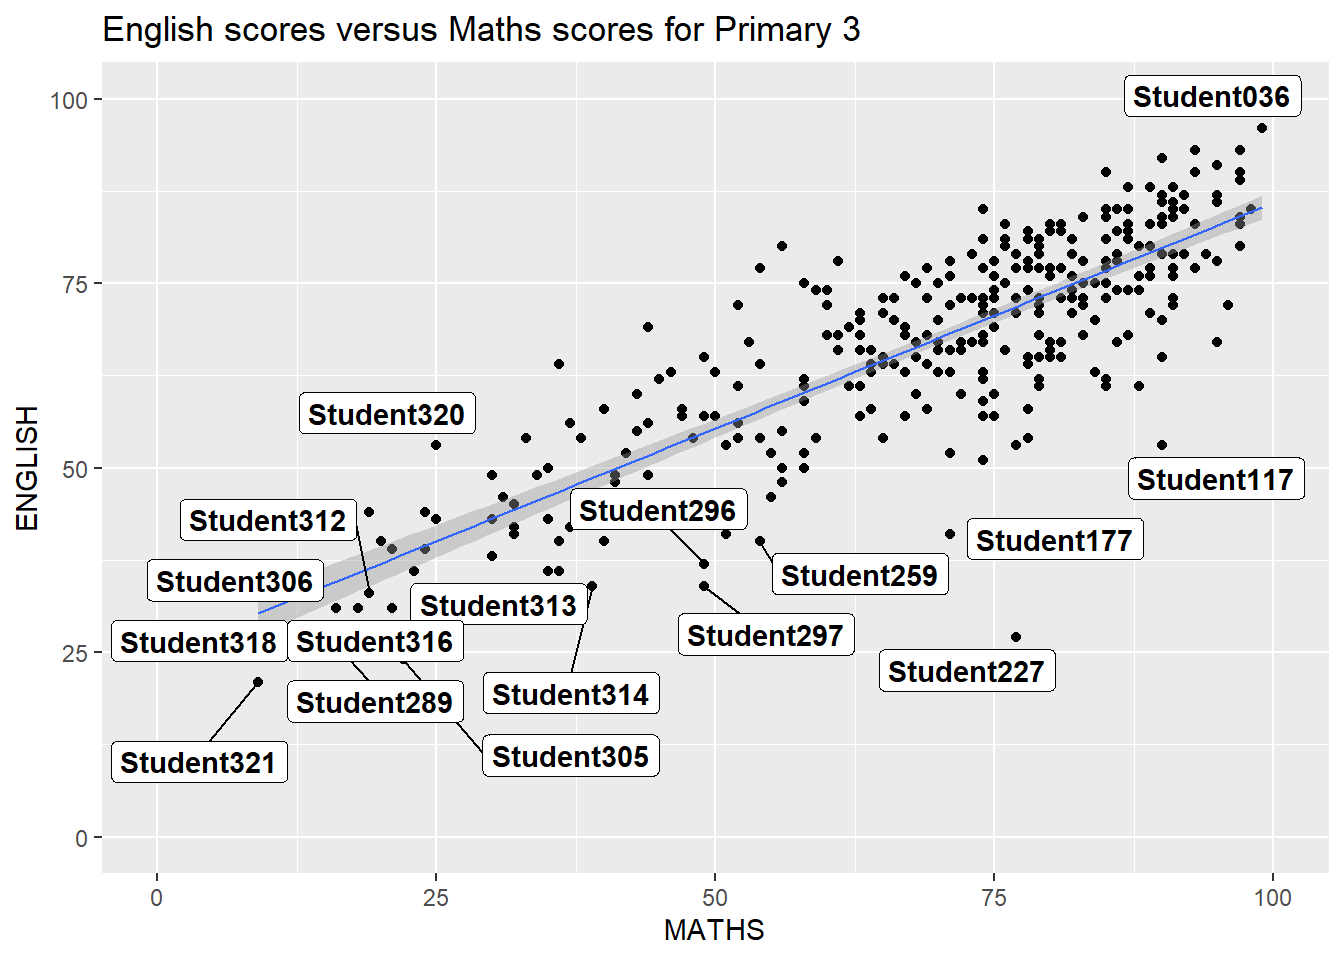 English scores versus Maths scores for Primary 3
100
75
50
25
0
ENGLISH
Student036
Student320
Student117
Student296
Student312
Student177
Student259
Student306
Student313
Student297
Student318
Student316
Student227
Student314
Student289
Student305
Student321
0
25
50
75
100
MATHS